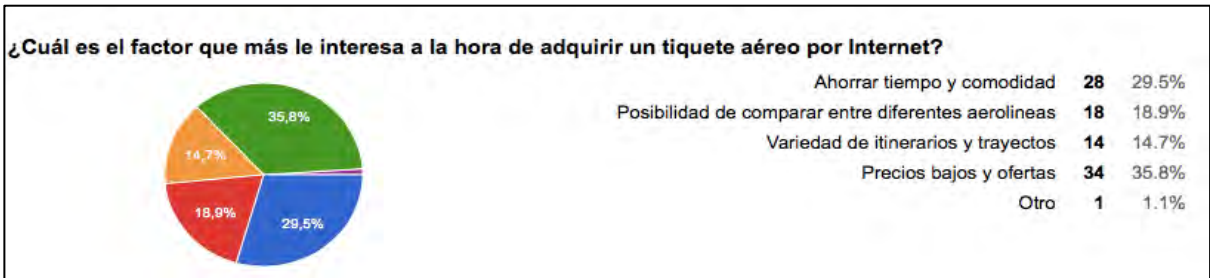 ¿Cuál es el factor que más le interesa a la hora de adquirir un tiquete aéreo por Internet?
35,8%
14,7%
18,9%
29,5%
Ahorrar tiempo y comodidad 28 29.5%
Posibilidad de comparar entre diferentes aerolineas 18 18.9%
Variedad de itinerarios y trayectos 14 14.7%
Precios bajos y ofertas 34 35.8%
Otro 1 1.1%